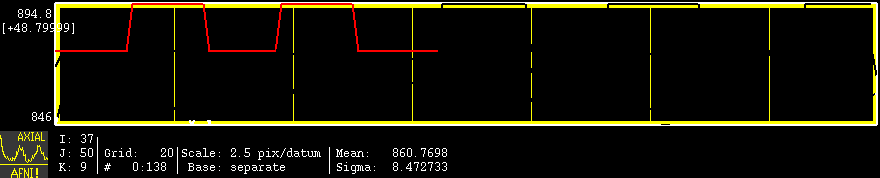 894.8
[+48.79999]
846
AXIAL
AFNI!
I: 37
J: 50 Grid: 20 Scale: 2.5 pix/datum Mean: 860.7698
K: 9 # 0:138 Base: separate Sigma: 8.472733